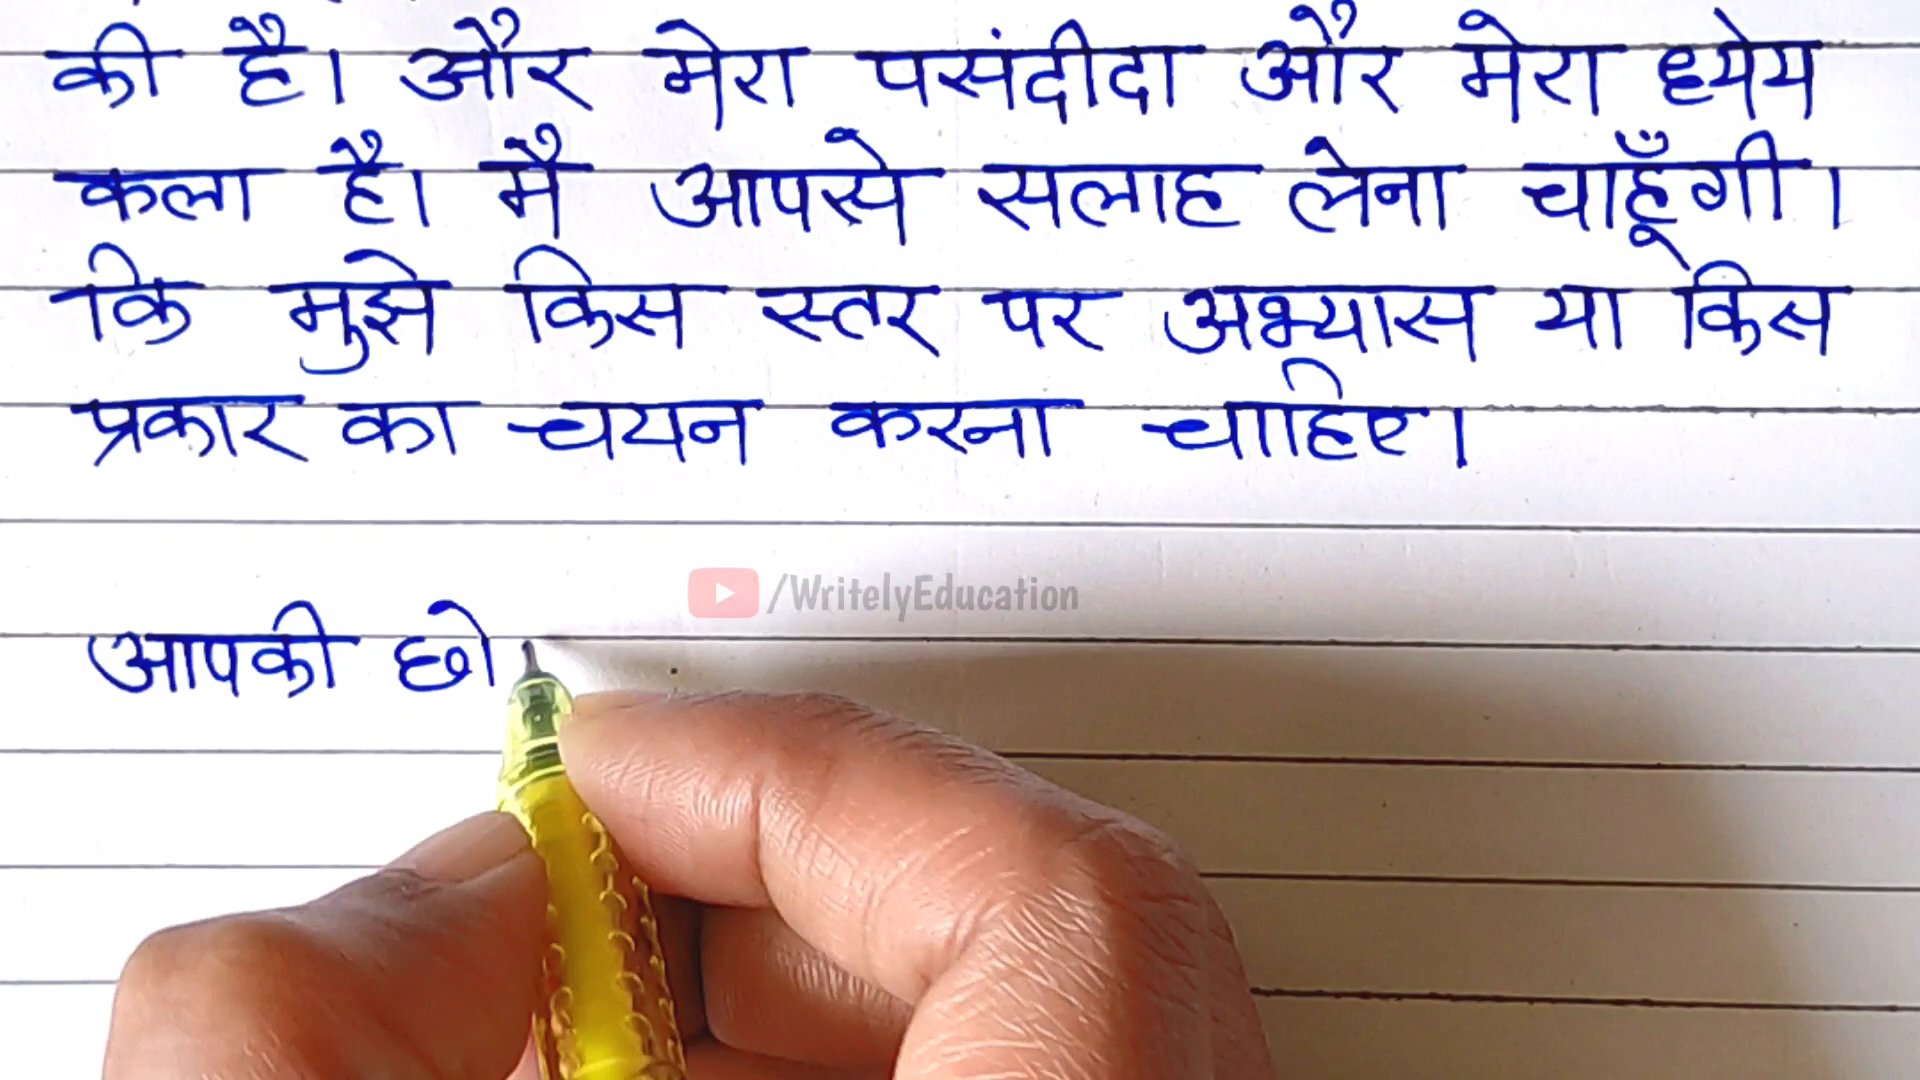 की है। और मेरा पसंदीदा और मेरा ध्येय
कला है। मै आपसे सलाह लेना चाहूँगी।
कि मुझे किस स्तर पर अभ्यास या किस
प्रकार का चयन करना चाहिए।
/WritelyEducation
आपकी छो